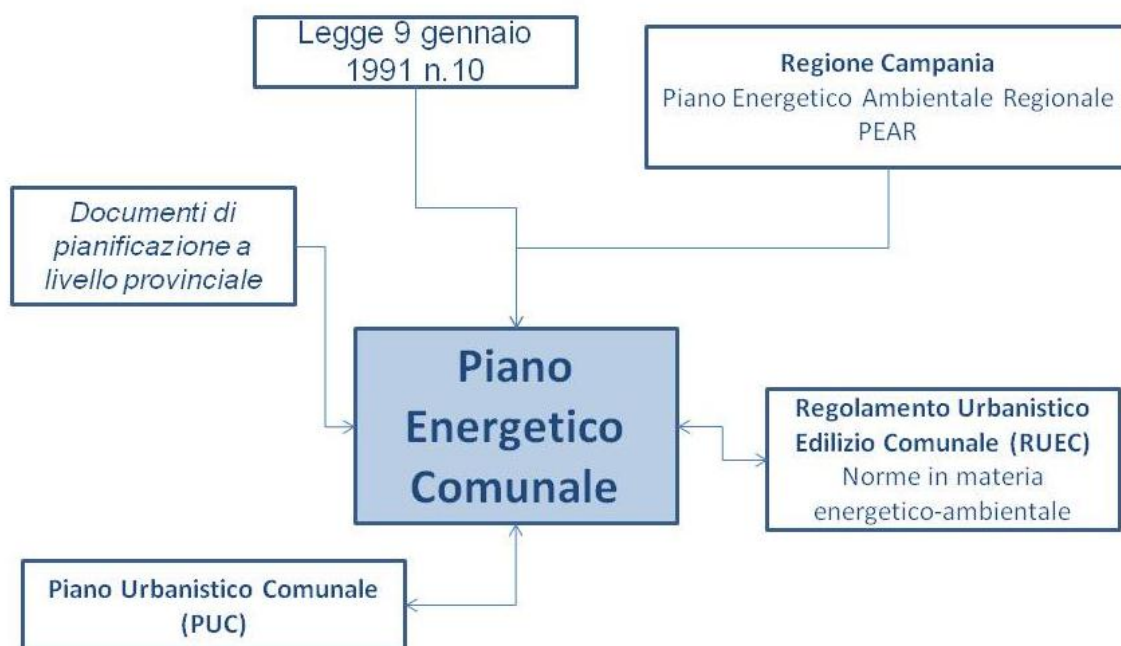 Legge 9 gennaio
1991 n.10
Regione Campania
Piano Energetico Ambientale Regionale
PEAR
Documenti di
pianificazione a
livello provinciale
Piano
Energetico
Comunale
Regolamento Urbanistico
Edilizio Comunale (RUEC)
Norme in materia
energetico-ambientale
Piano Urbanistico Comunale
(PUC)